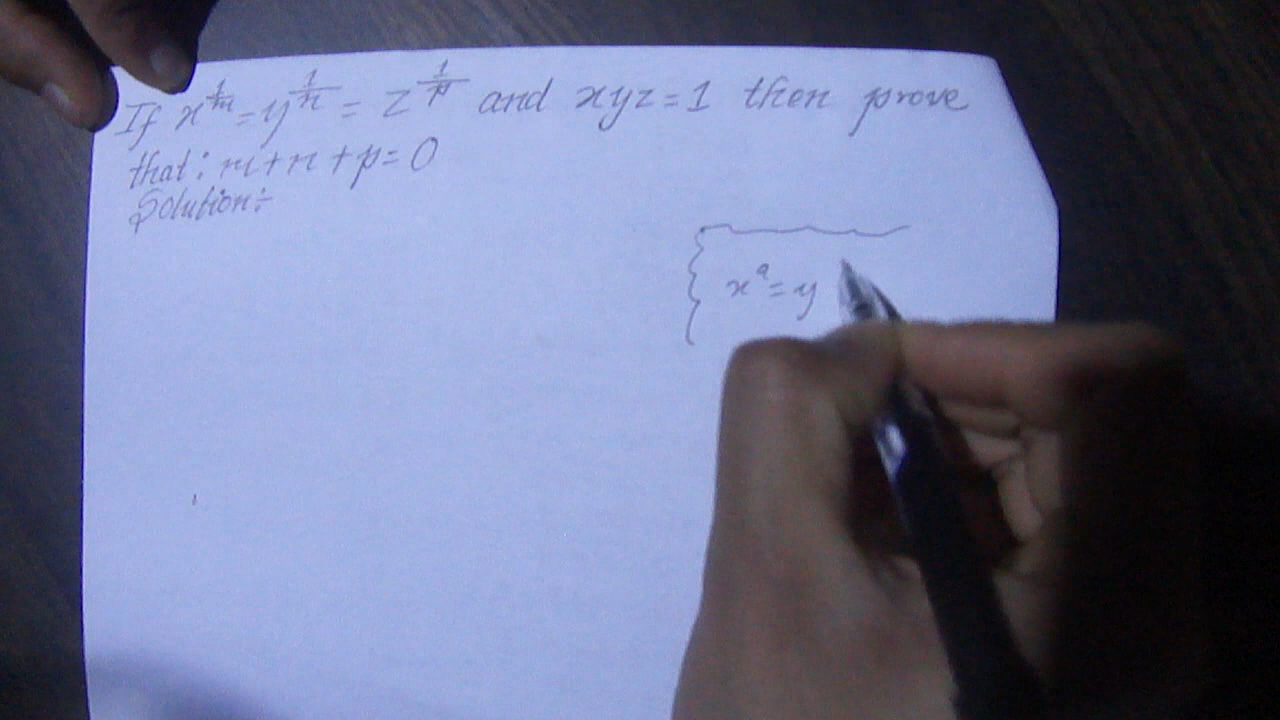 If x^(1/m) = y^(1/n) = z^(1/p) and xyz = 1 then prove
that: m + n + p = 0
Solution:-
x^a = y